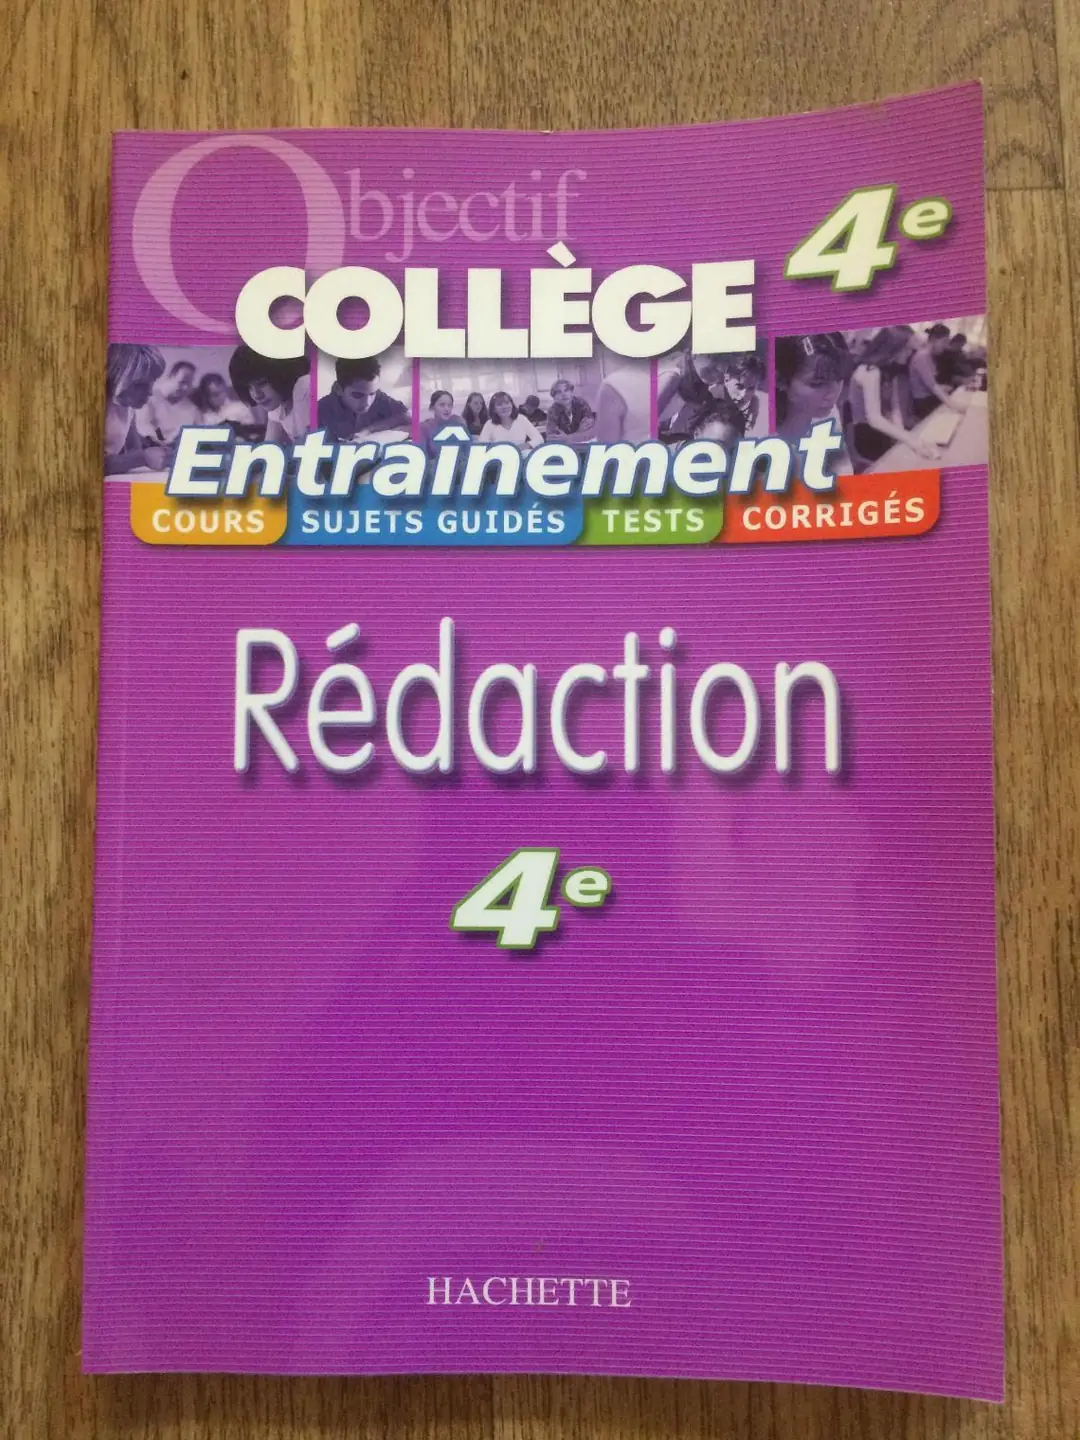 Objectif
COLLÈGE 4e
Entraînement
COURS SUJETS GUIDÉS TESTS CORRIGÉS
Rédaction
4e
HACHETTE